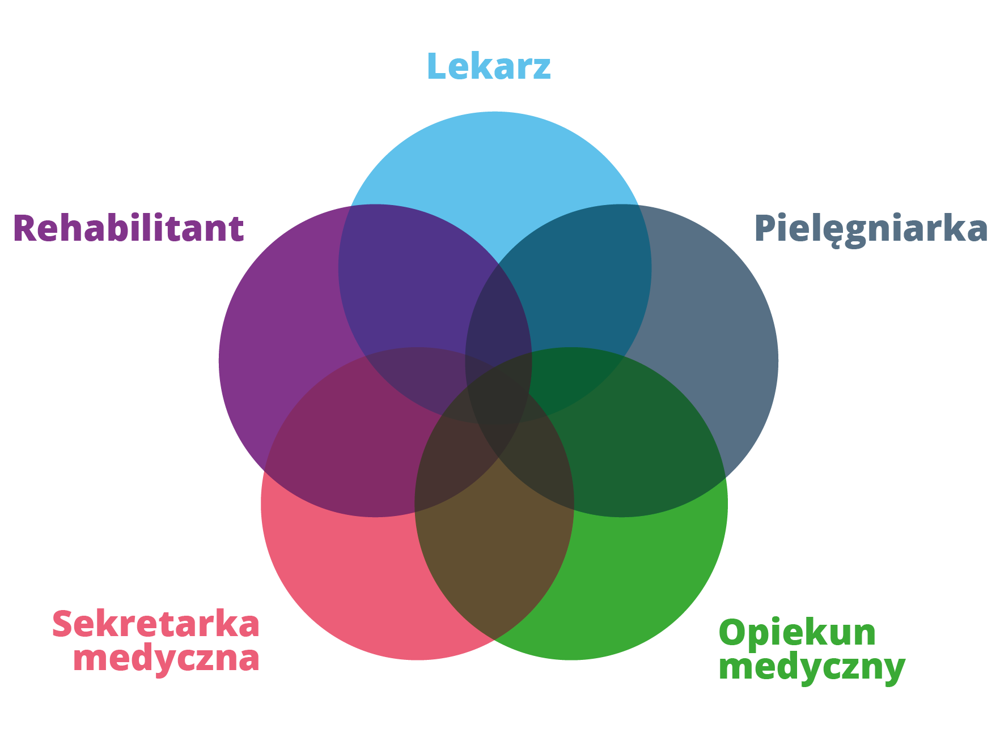 Lekarz
Rehabilitant
Pielęgniarka
Sekretarka
medyczna
Opiekun
medyczny